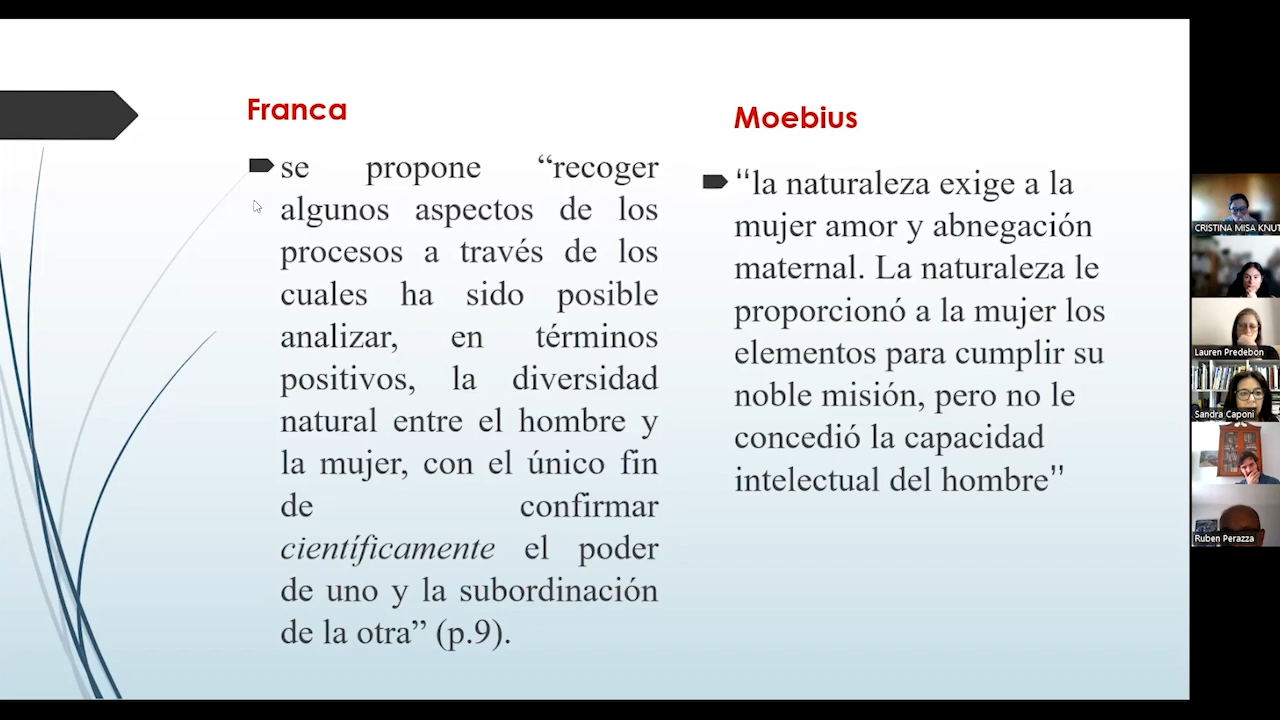 Franca
se propone “recoger
algunos aspectos de los
procesos a través de los
cuales ha sido posible
analizar, en términos
positivos, la diversidad
natural entre el hombre y
la mujer, con el único fin
de confirmar
científicamente el poder
de uno y la subordinación
de la otra” (p.9).
Moebius
“la naturaleza exige a la
mujer amor y abnegación
maternal. La naturaleza le
proporcionó a la mujer los
elementos para cumplir su
noble misión, pero no le
concedió la capacidad
intelectual del hombre”
CRISTINA MISA KNUT
Lauren Predebon
Sandra Caponi
Ruben Perazza